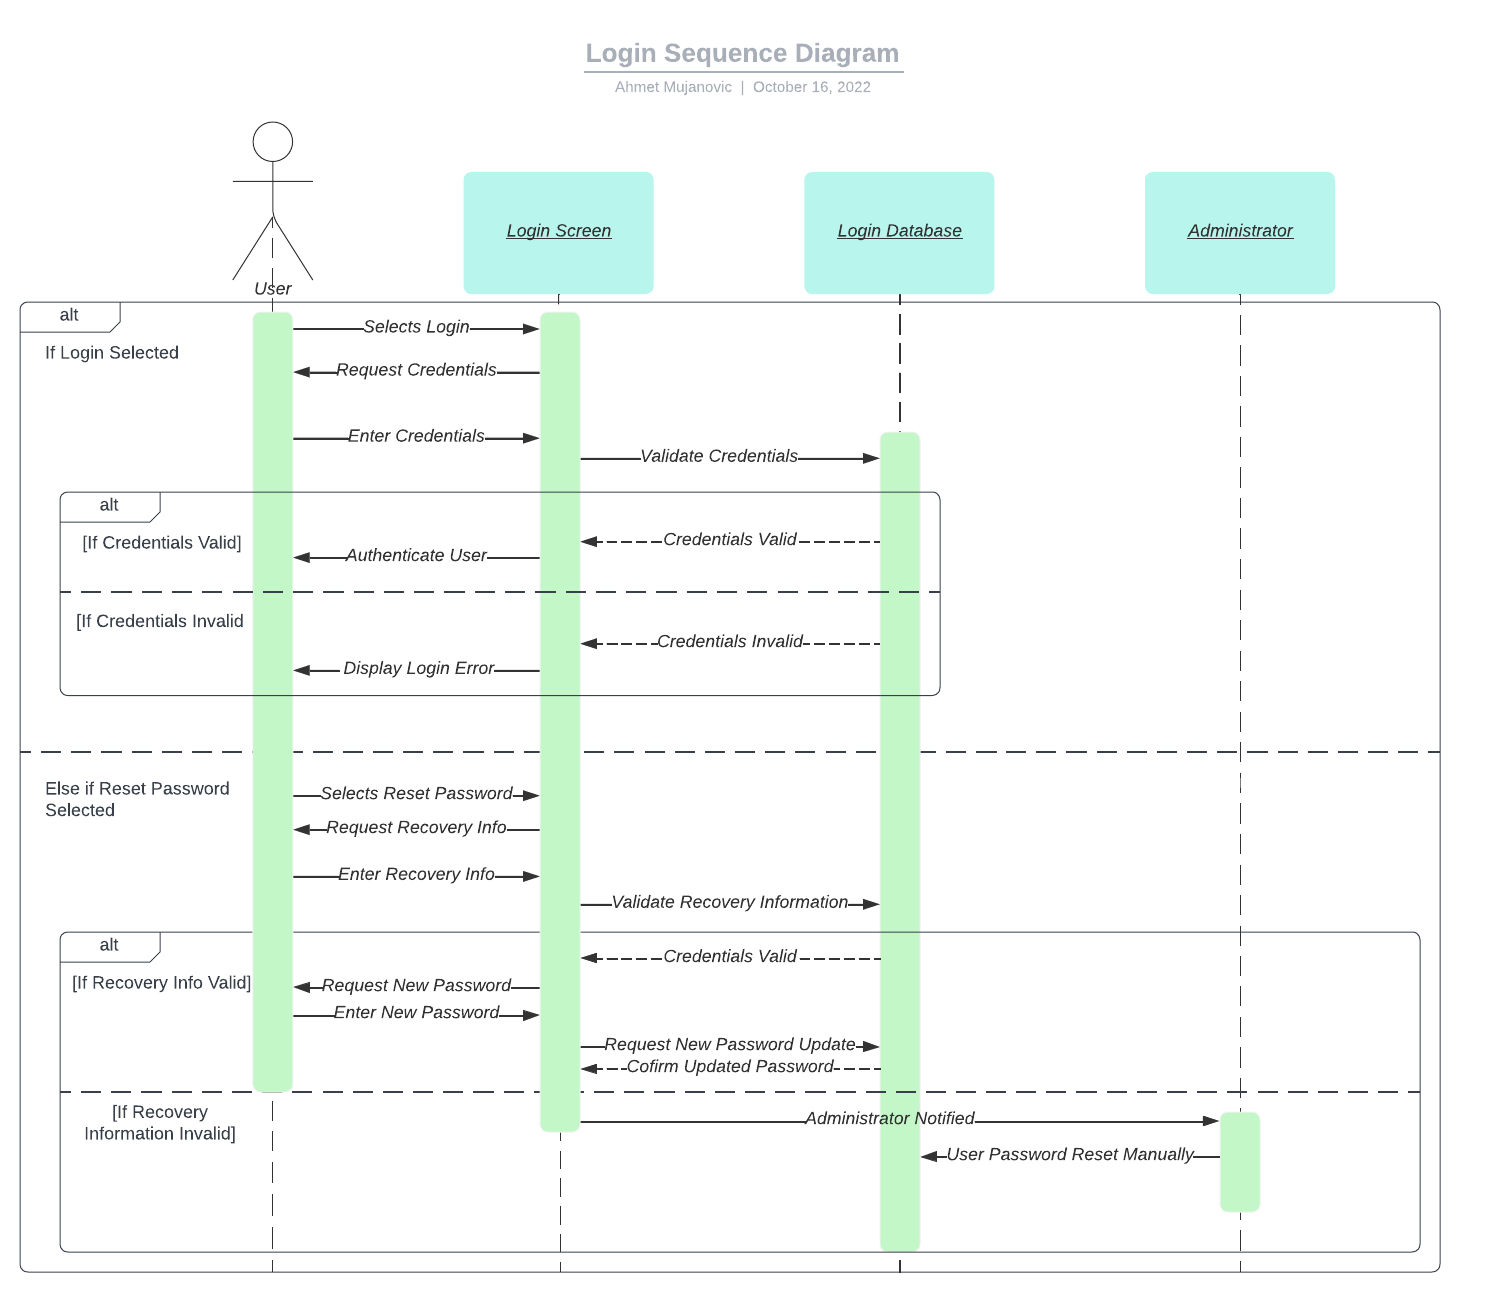 Login Sequence Diagram
Ahmet Mujanovic | October 16, 2022
Login Screen
Login Database
Administrator
User
alt
Selects Login
If Login Selected
Request Credentials
Enter Credentials
Validate Credentials
alt
[If Credentials Valid]
Credentials Valid
Authenticate User
[If Credentials Invalid
Credentials Invalid
Display Login Error
Else if Reset Password
Selected
Selects Reset Password
Request Recovery Info
Enter Recovery Info
Validate Recovery Information
alt
Credentials Valid
[If Recovery Info Valid]
Request New Password
Enter New Password
Request New Password Update
Cofirm Updated Password
[If Recovery
Information Invalid]
Administrator Notified
User Password Reset Manually